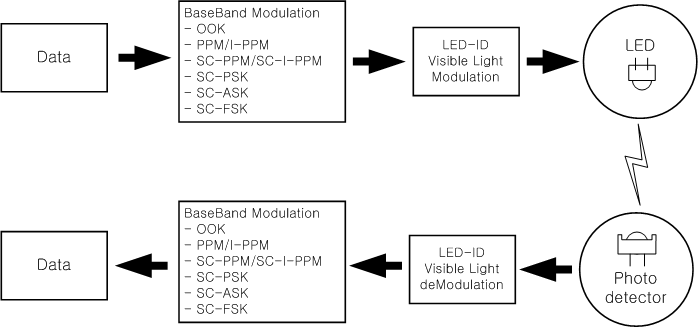 Data
BaseBand Modulation
- OOK
- PPM/I-PPM
- SC-PPM/SC-I-PPM
- SC-PSK
- SC-ASK
- SC-FSK
LED-ID
Visible Light
Modulation
LED
Data
BaseBand Modulation
- OOK
- PPM/I-PPM
- SC-PPM/SC-I-PPM
- SC-PSK
- SC-ASK
- SC-FSK
LED-ID
Visible Light
deModulation
Photo
detector